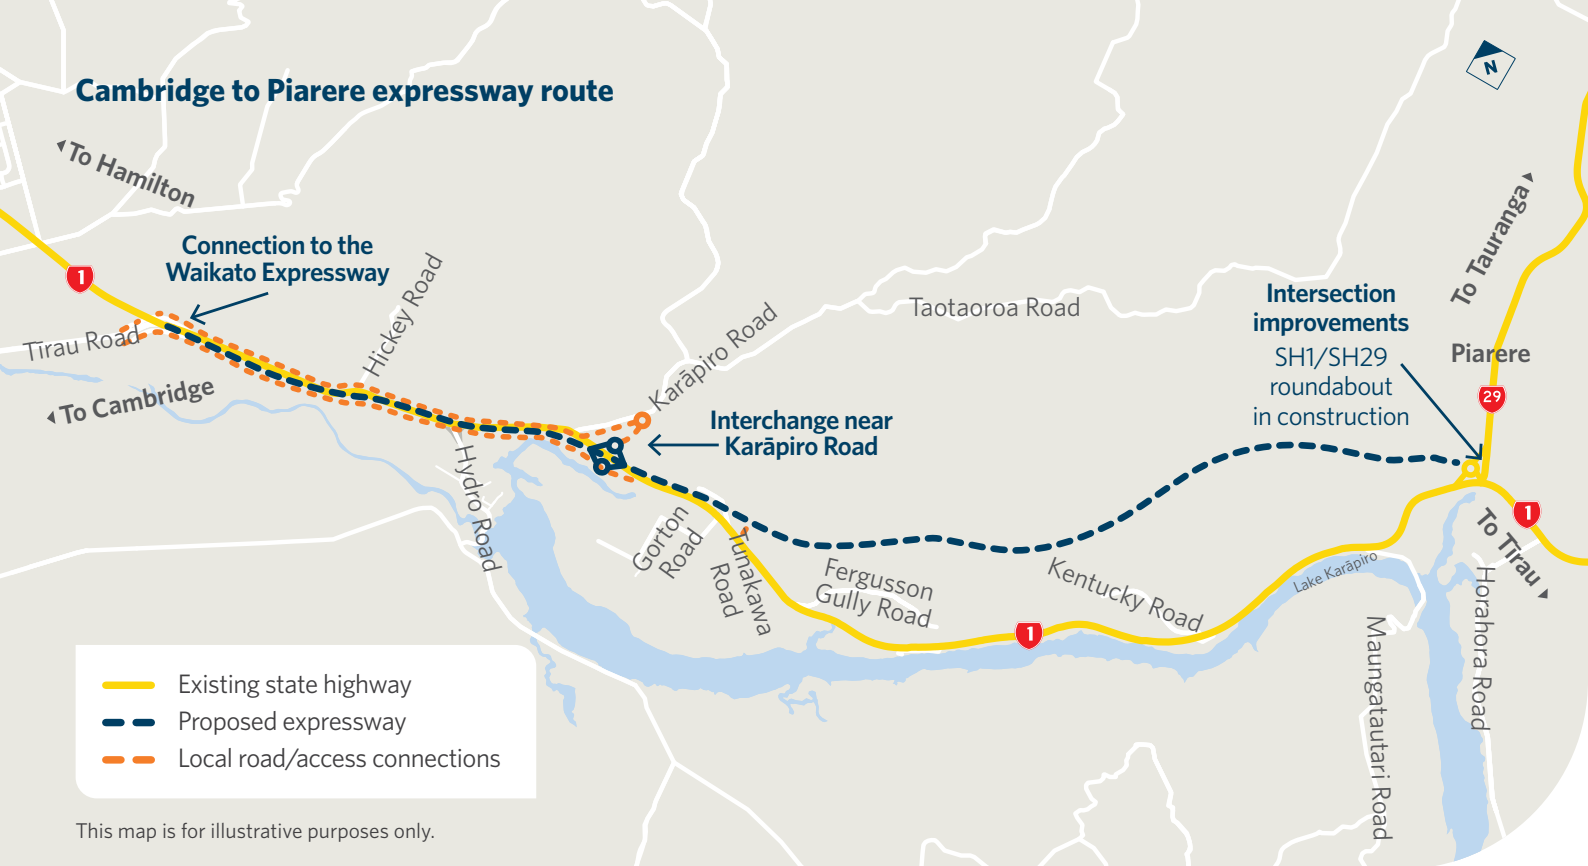 Cambridge to Piarere expressway route
N
To Hamilton
Connection to the
Waikato Expressway
1
Tirau Road
To Cambridge
Hickey Road
Karāpiro Road
Taotaoroa Road
To Tauranga
Intersection
improvements
SH1/SH29
roundabout
in construction
Piarere
29
Interchange near
Karāpiro Road
Hydro Road
Gorton
Road
Tunakawa
Road
Fergusson
Gully Road
Kentucky Road
Lake Karāpiro
1
1
To Tīrau
Horahora Road
Maungatautari Road
Existing state highway
Proposed expressway
Local road/access connections
This map is for illustrative purposes only.